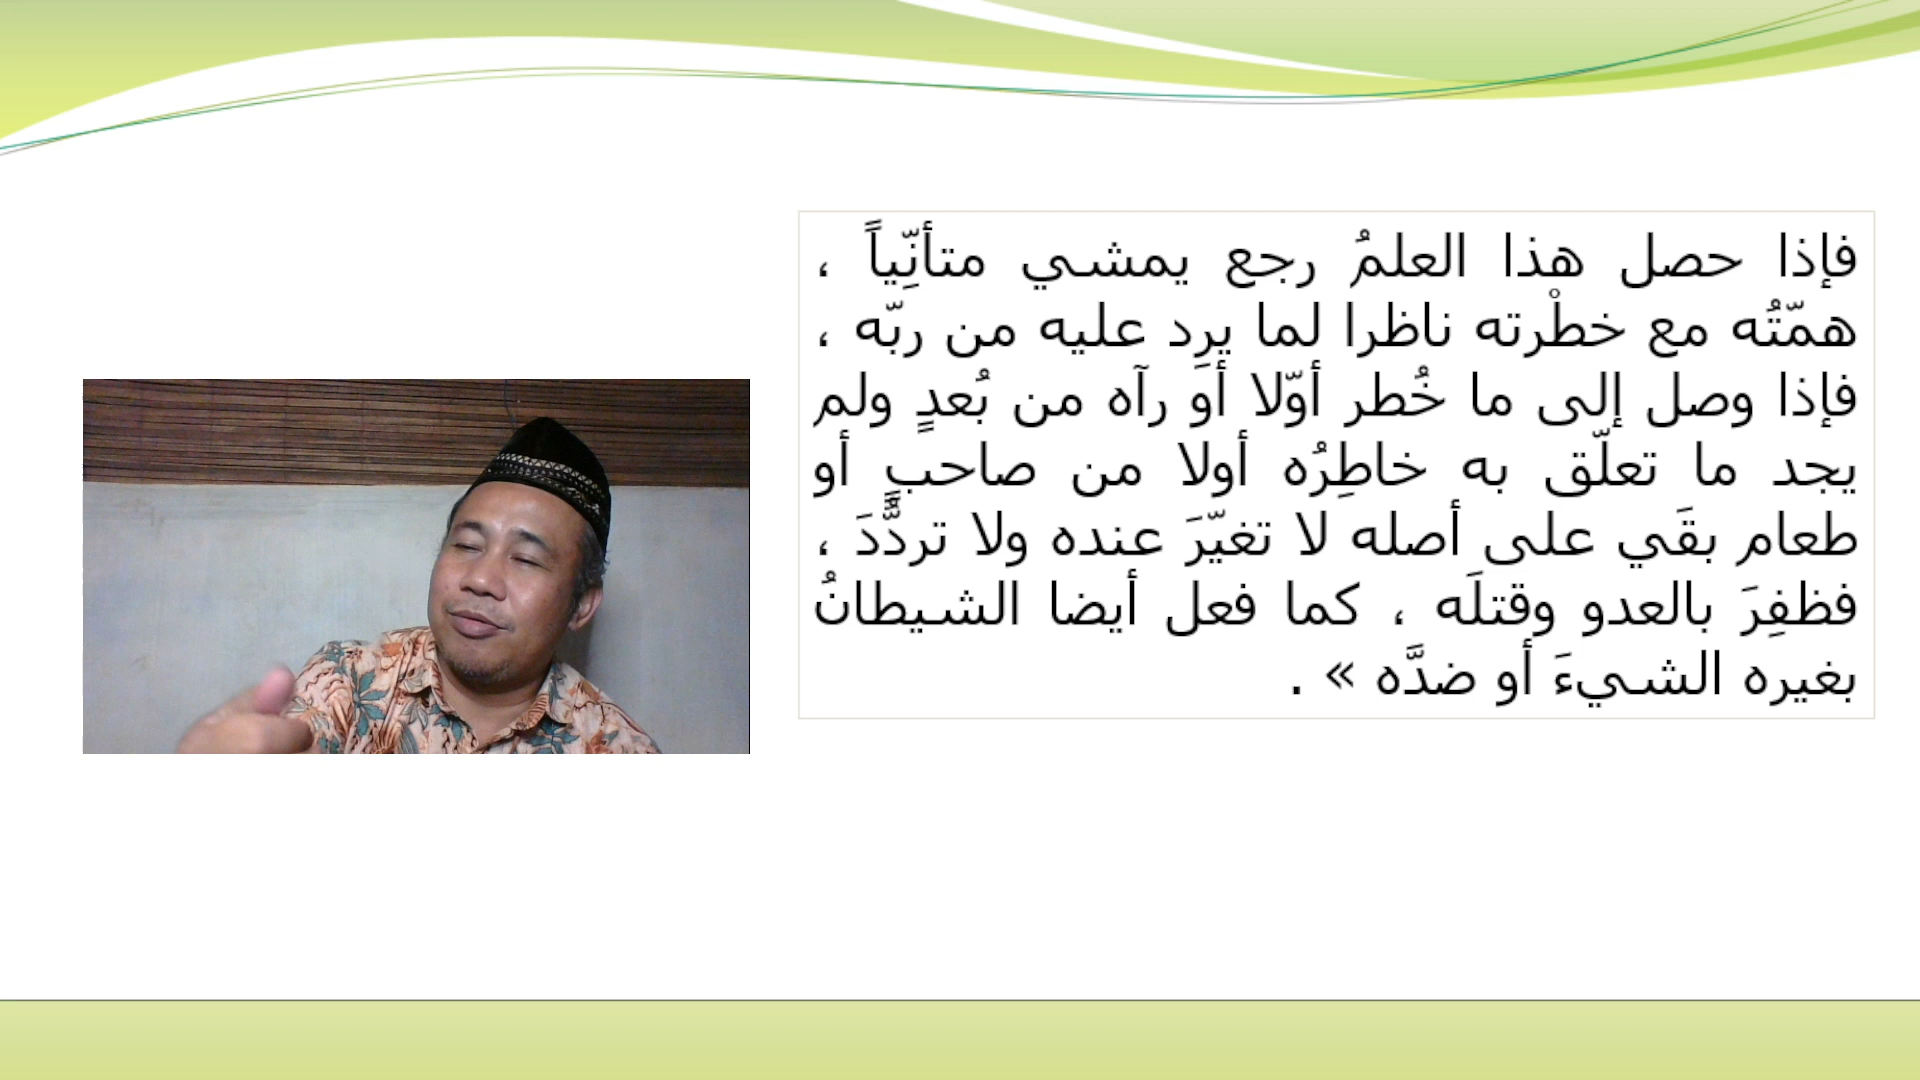 فإذا حصل هذا العلمُ رجع يمشي متأنِّياً ،
همّتُه مع خطْرته ناظرا لما يرِد عليه من ربّه ،
فإذا وصل إلى ما خُطر أوّلا أو رآه من بُعدٍ ولم
يجد ما تعلّق به خاطِرُه أولا من صاحبٍ أو
طعام بقَي على أصله لا تغيّرَ عنده ولا تردُّدَ ،
فظفِرَ بالعدو وقتلَه ، كما فعل أيضا الشيطانُ
بغيره الشيءَ أو ضدَّه » .